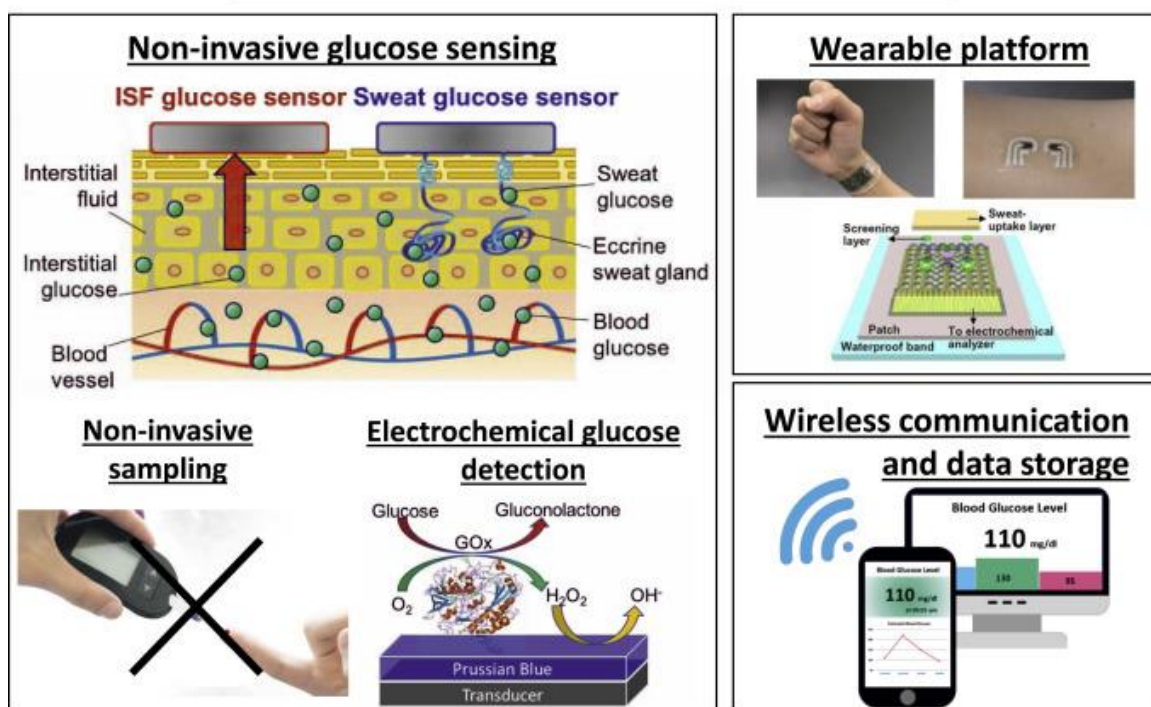 Non-invasive glucose sensing
ISF glucose sensor Sweat glucose sensor
Interstitial
fluid
Interstitial
glucose
Blood
vessel
Sweat
glucose
Eccrine
sweat gland
Blood
glucose
Non-invasive
sampling
Electrochemical glucose
detection
Glucose
Gluconolactone
GOx
O2
H2O2
OH-
Prussian Blue
Transducer
Wearable platform
Screening
layer
Sweat-
uptake layer
Patch
Waterproof band
To electrochemical
analyzer
Wireless communication
and data storage
Blood Glucose Level
110 mg/dl
130
85
Blood Glucose Level
110 mg/dl